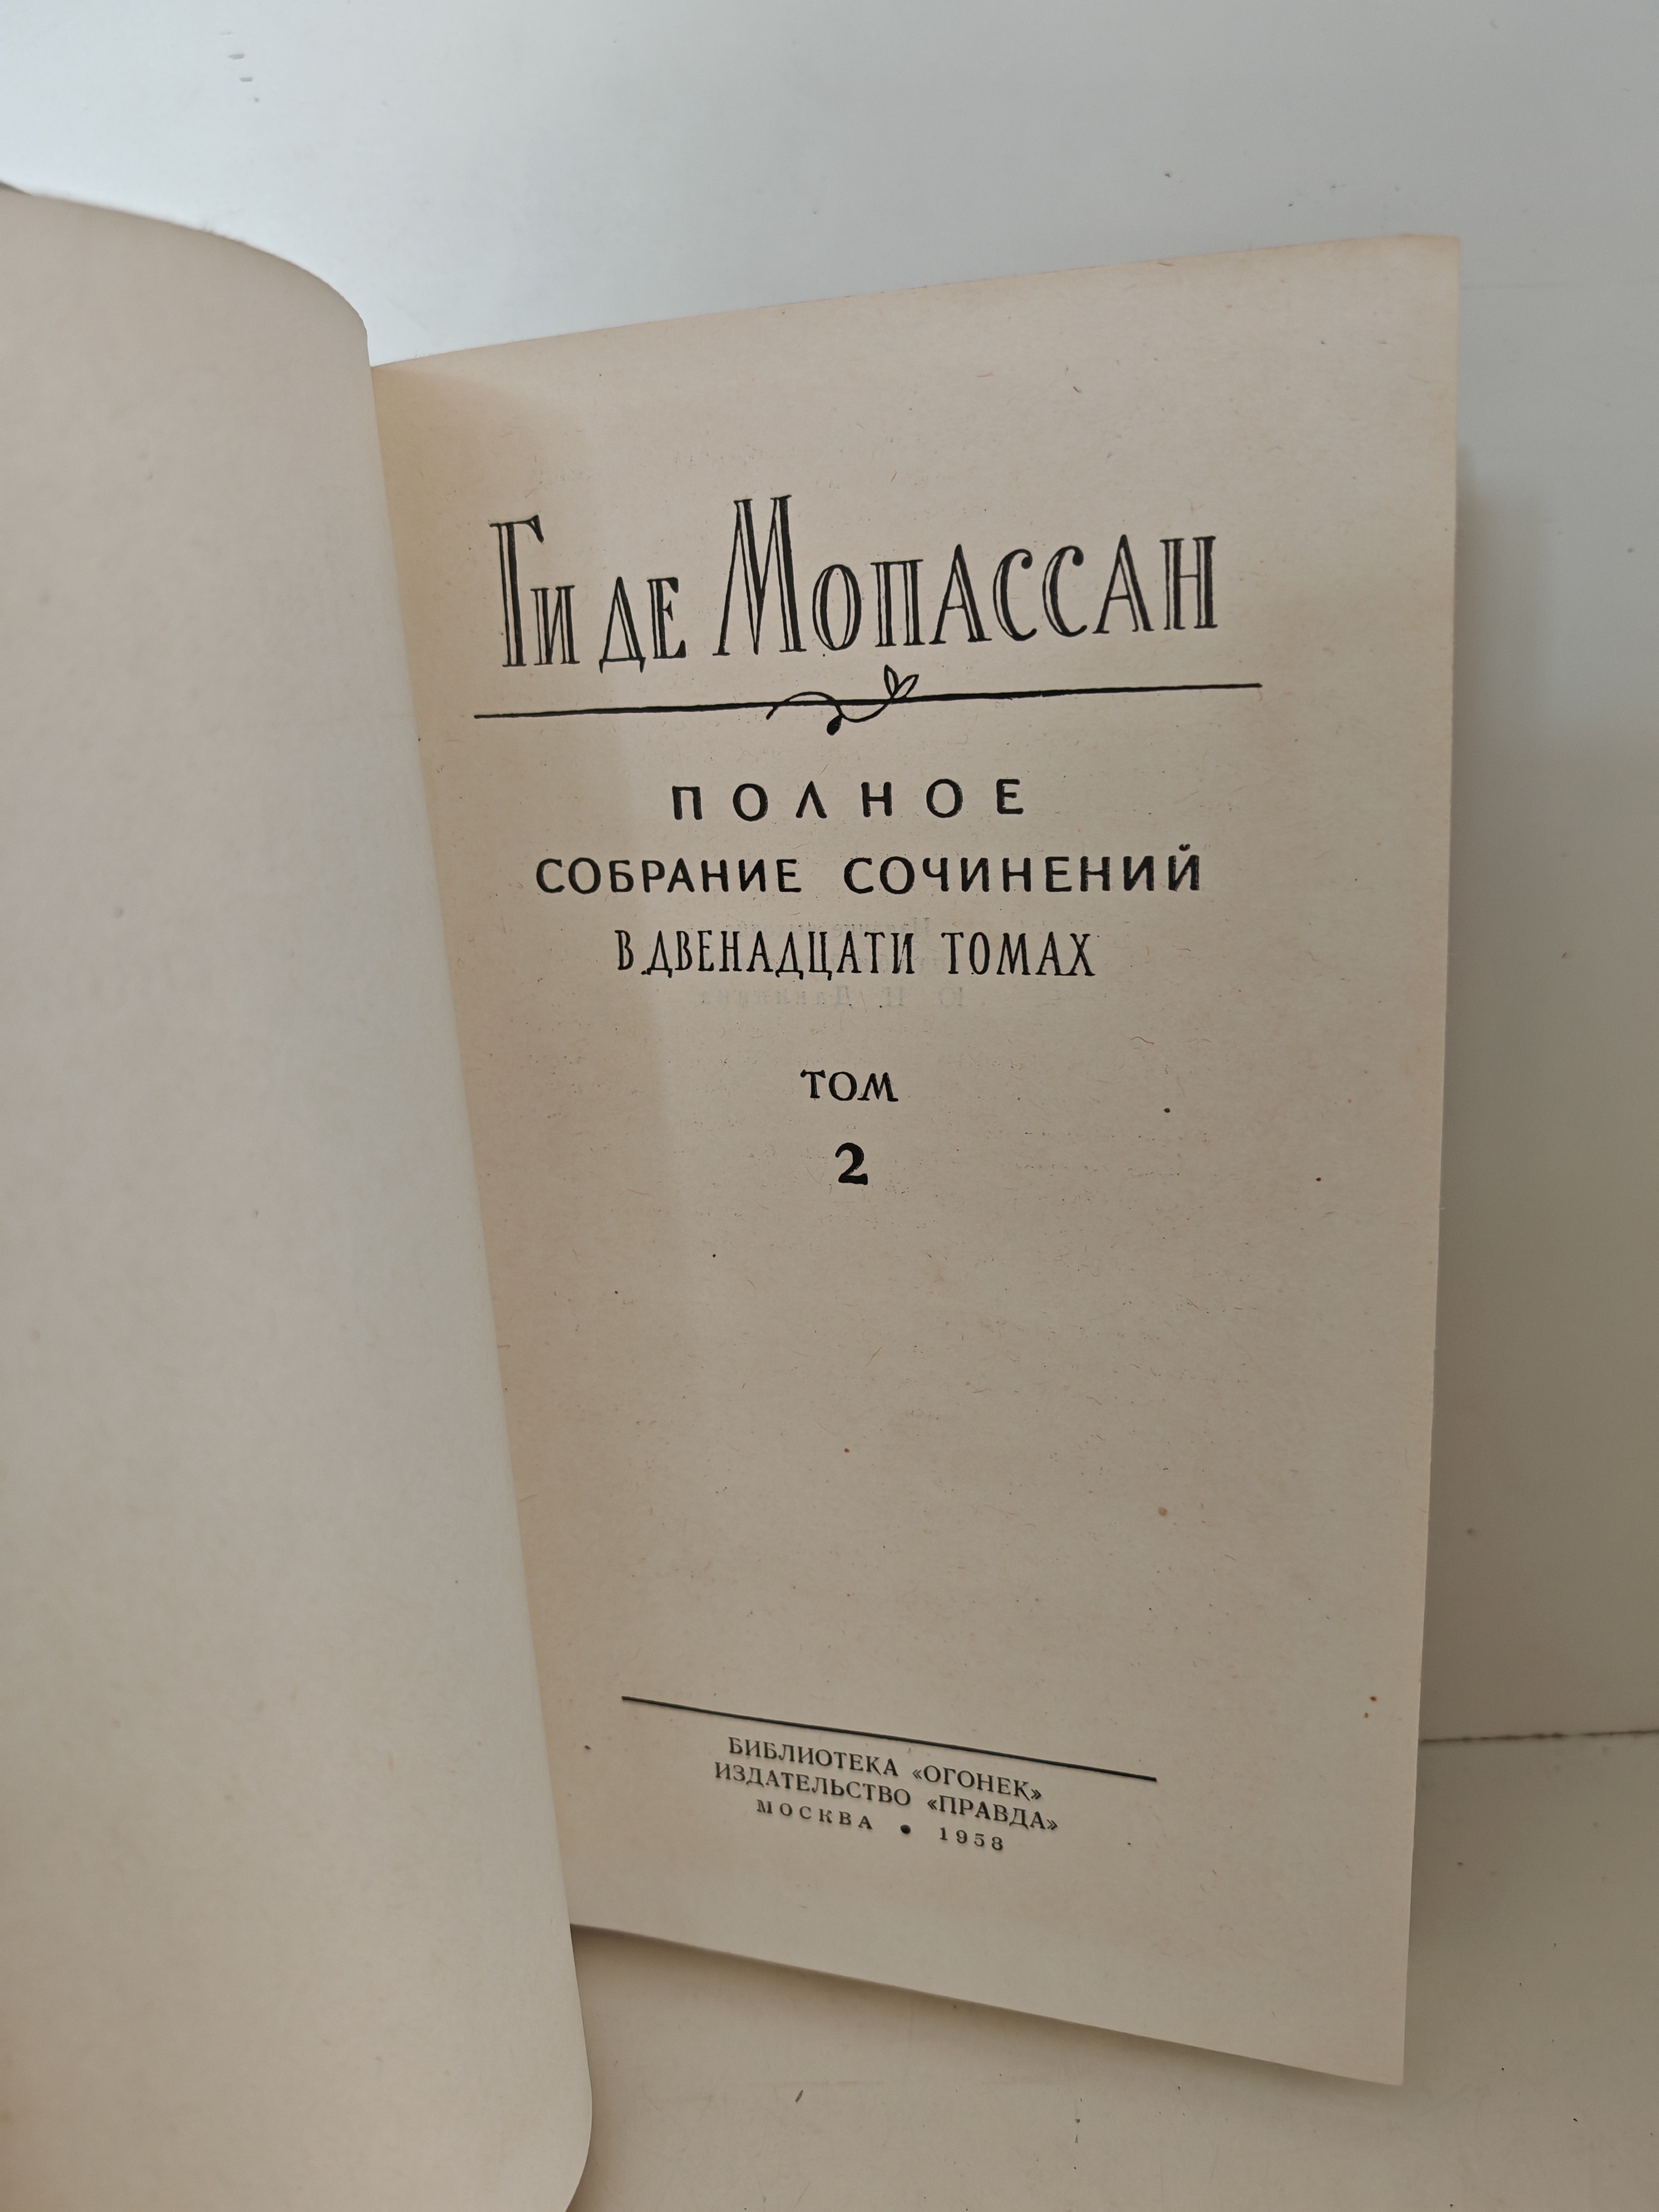 Ги де Мопассан
ПОЛНОЕ
СОБРАНИЕ СОЧИНЕНИЙ
В ДВЕНАДЦАТИ ТОМАХ
ТОМ
2
БИБЛИОТЕКА «ОГОНЕК»
ИЗДАТЕЛЬСТВО «ПРАВДА»
МОСКВА • 1958